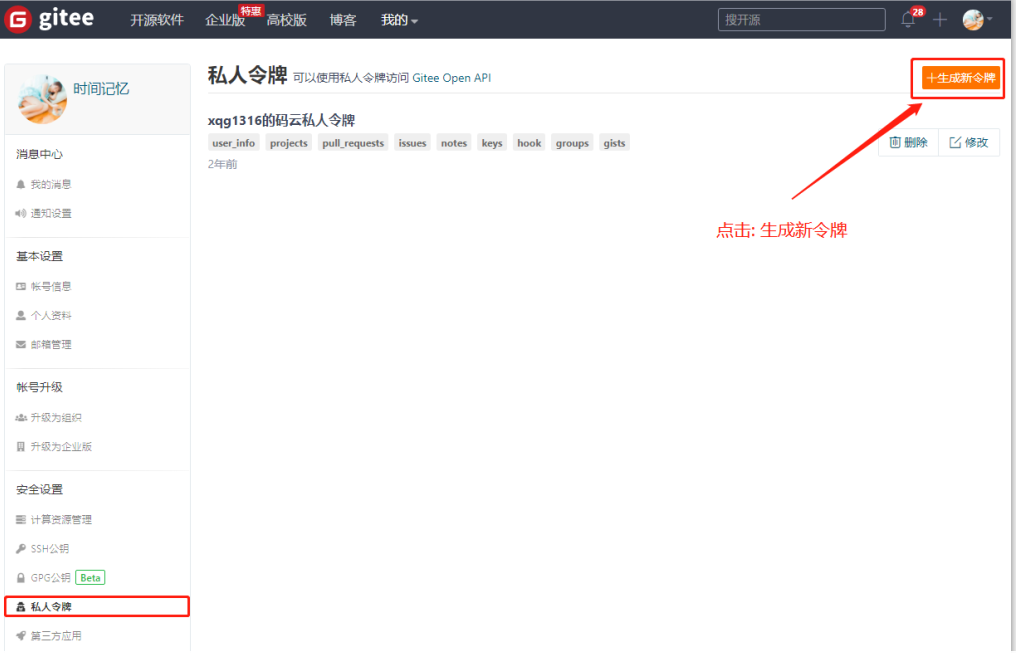 gitee 开源软件 企业版 特惠 高校版 博客 我的 搜开源 28
时间记忆
私人令牌 可以使用私人令牌访问 Gitee Open API
生成新令牌
xqg1316的码云私人令牌
user_info projects pull_requests issues notes keys hook groups gists
删除 修改
2年前
点击: 生成新令牌
消息中心
我的消息
通知设置
基本设置
帐号信息
个人资料
邮箱管理
帐号升级
升级为组织
升级为企业版
安全设置
计算资源管理
SSH公钥
GPG公钥 Beta
私人令牌
第三方应用